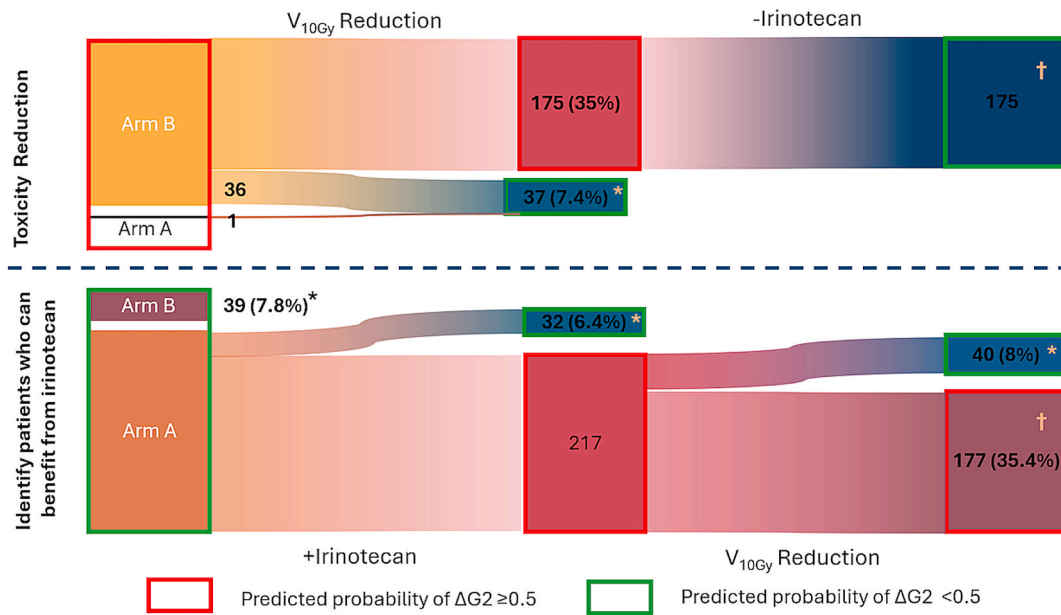 V10Gy Reduction
-Irinotecan
Toxicity Reduction
Arm B
175 (35%)
†
175
36
37 (7.4%) *
Arm A
1
Identify patients who can
benefit from irinotecan
Arm B
39 (7.8%)*
32 (6.4%) *
40 (8%) *
Arm A
217
†
177 (35.4%)
+Irinotecan
V10Gy Reduction
Predicted probability of ΔG2 ≥0.5
Predicted probability of ΔG2 <0.5